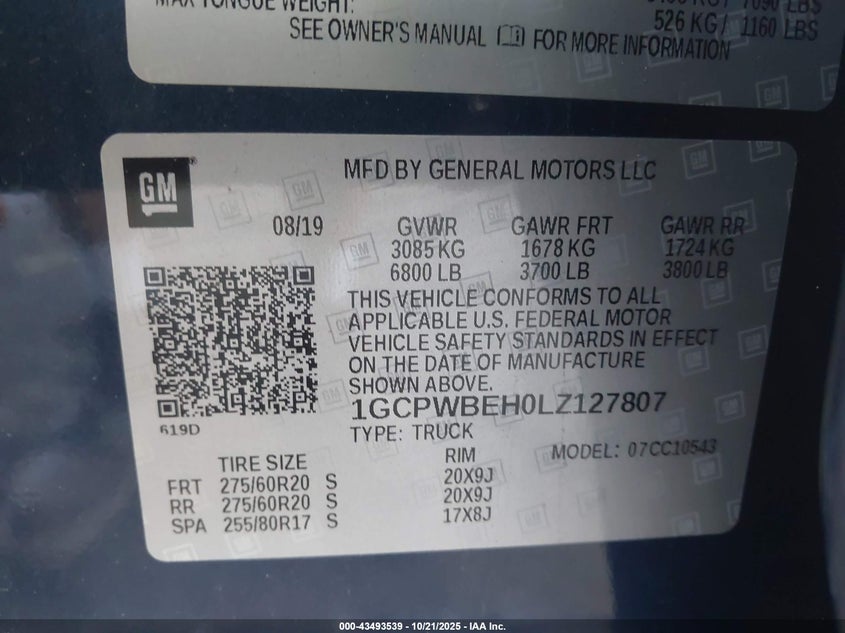 MAX TONGUE WEIGHT:
LBS
526 KG / 1160 LBS
SEE OWNER'S MANUAL FOR MORE INFORMATION
GM
MFD BY GENERAL MOTORS LLC
08/19
GVWR GAWR FRT GAWR RR
3085 KG 1678 KG 1724 KG
6800 LB 3700 LB 3800 LB
THIS VEHICLE CONFORMS TO ALL
APPLICABLE U.S. FEDERAL MOTOR
VEHICLE SAFETY STANDARDS IN EFFECT
ON THE DATE OF MANUFACTURE
SHOWN ABOVE.
1GCPWBEH0LZ127807
619D
TYPE: TRUCK
MODEL: 07CC10543
TIRE SIZE RIM
FRT 275/60R20 S 20X9J
RR 275/60R20 S 20X9J
SPA 255/80R17 S 17X8J
000-43493539 - 10/21/2025 - IAA Inc.